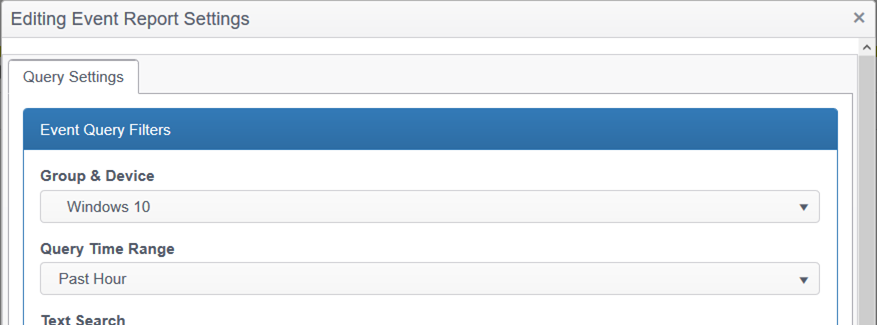 Editing Event Report Settings
Query Settings
Event Query Filters
Group & Device
Windows 10
Query Time Range
Past Hour
Text Search